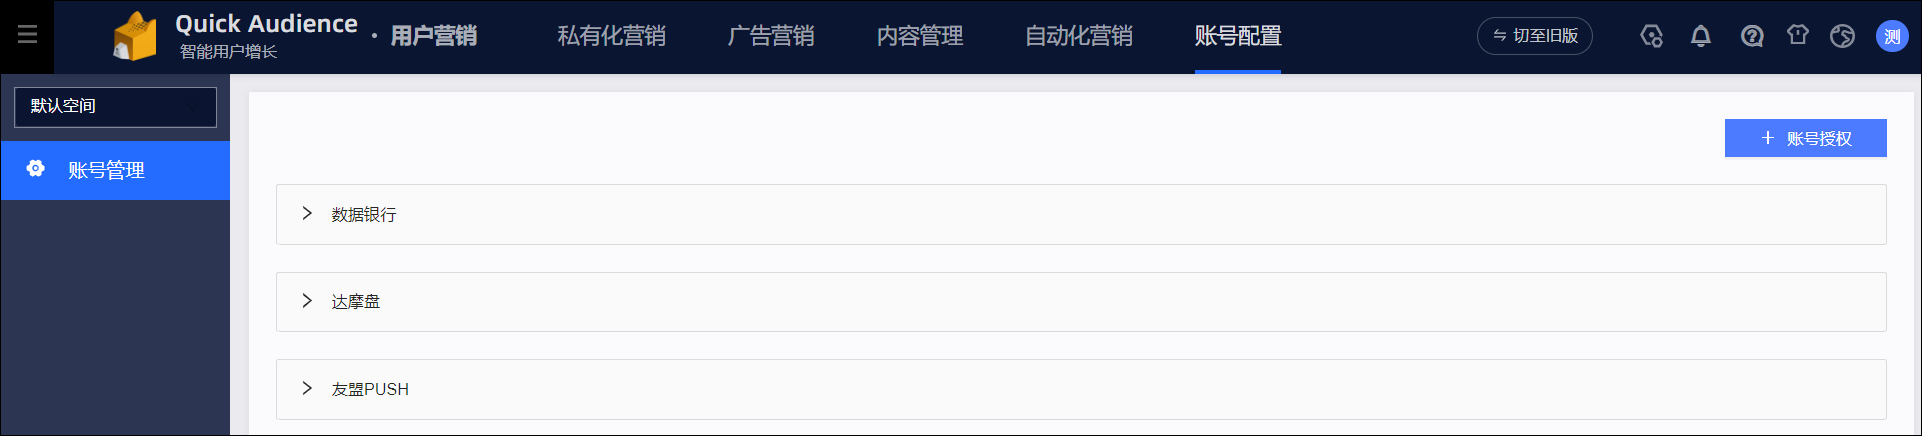 Quick Audience
智能用户增长
· 用户营销
私有化营销
广告营销
内容管理
自动化营销
账号配置
切至旧版
测
默认空间
账号管理
+ 账号授权
数据银行
达摩盘
友盟PUSH